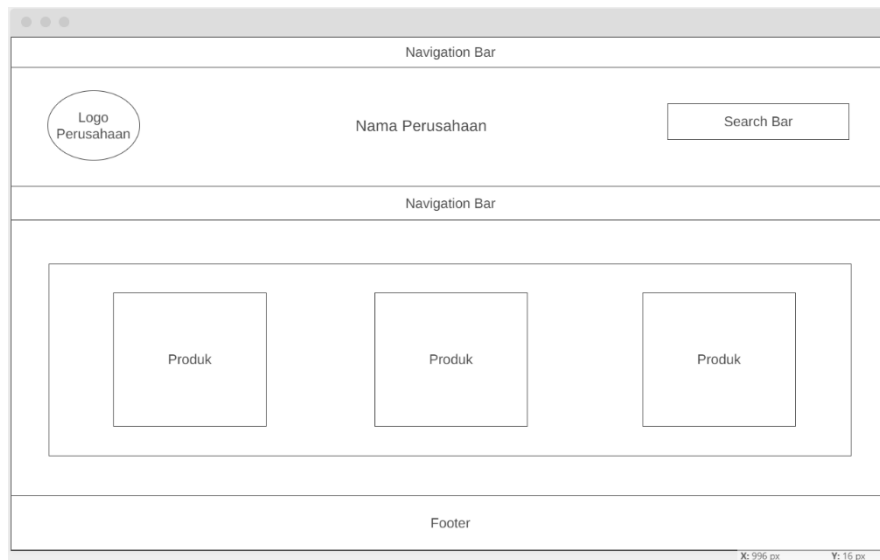 Navigation Bar
Logo
Perusahaan
Nama Perusahaan
Search Bar
Navigation Bar
Produk
Produk
Produk
Footer
X: 996 px
Y: 16 px